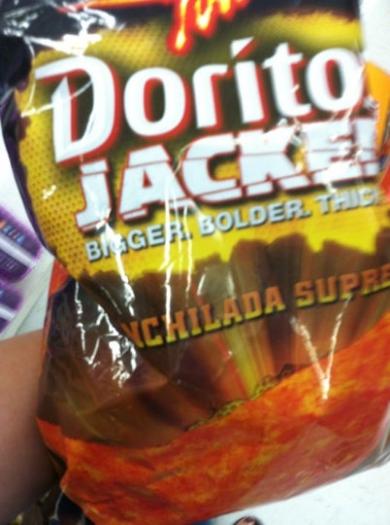 Dorito
JACKE
BIGGER. BOLDER. THIC
NCHILADA SUPRE